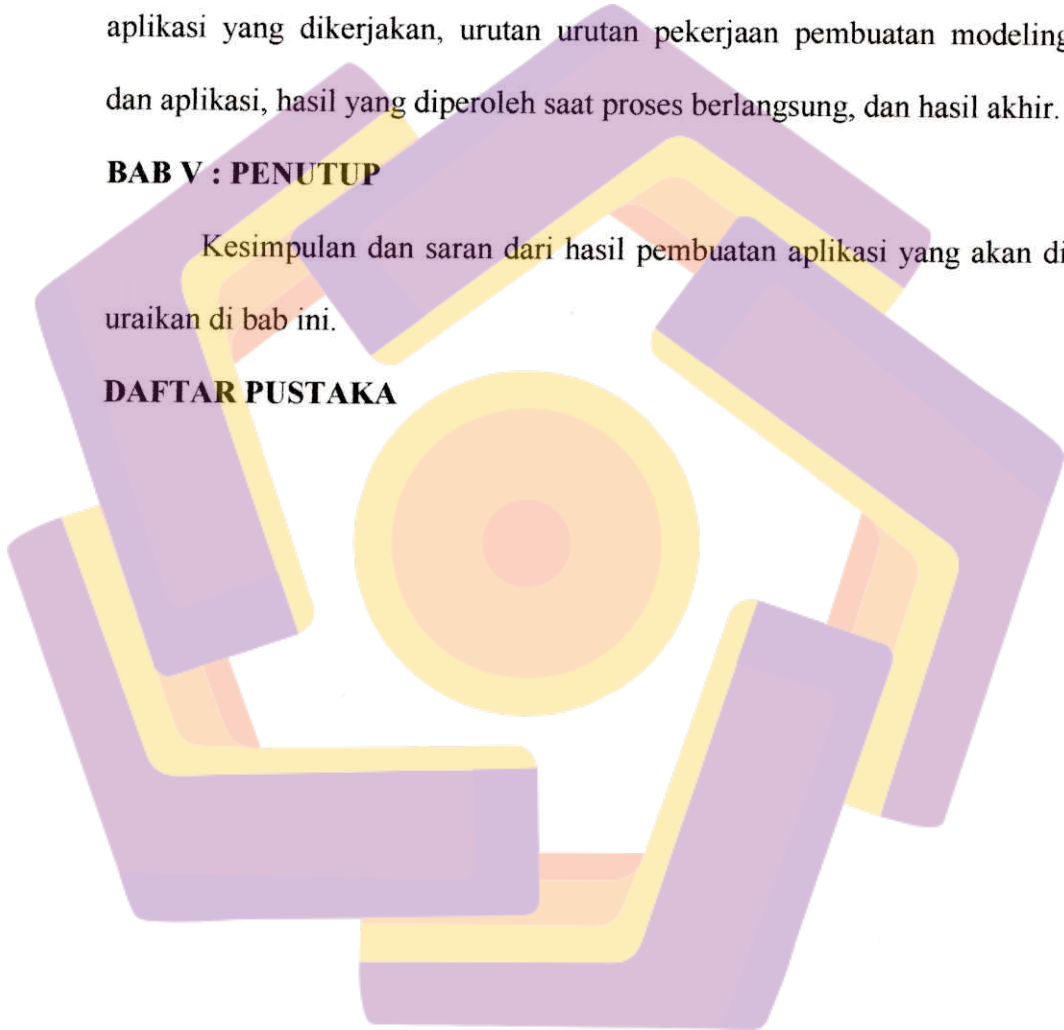 aplikasi yang dikerjakan, urutan urutan pekerjaan pembuatan modeling
dan aplikasi, hasil yang diperoleh saat proses berlangsung, dan hasil akhir.
BAB V : PENUTUP
Kesimpulan dan saran dari hasil pembuatan aplikasi yang akan di
uraikan di bab ini.
DAFTAR PUSTAKA